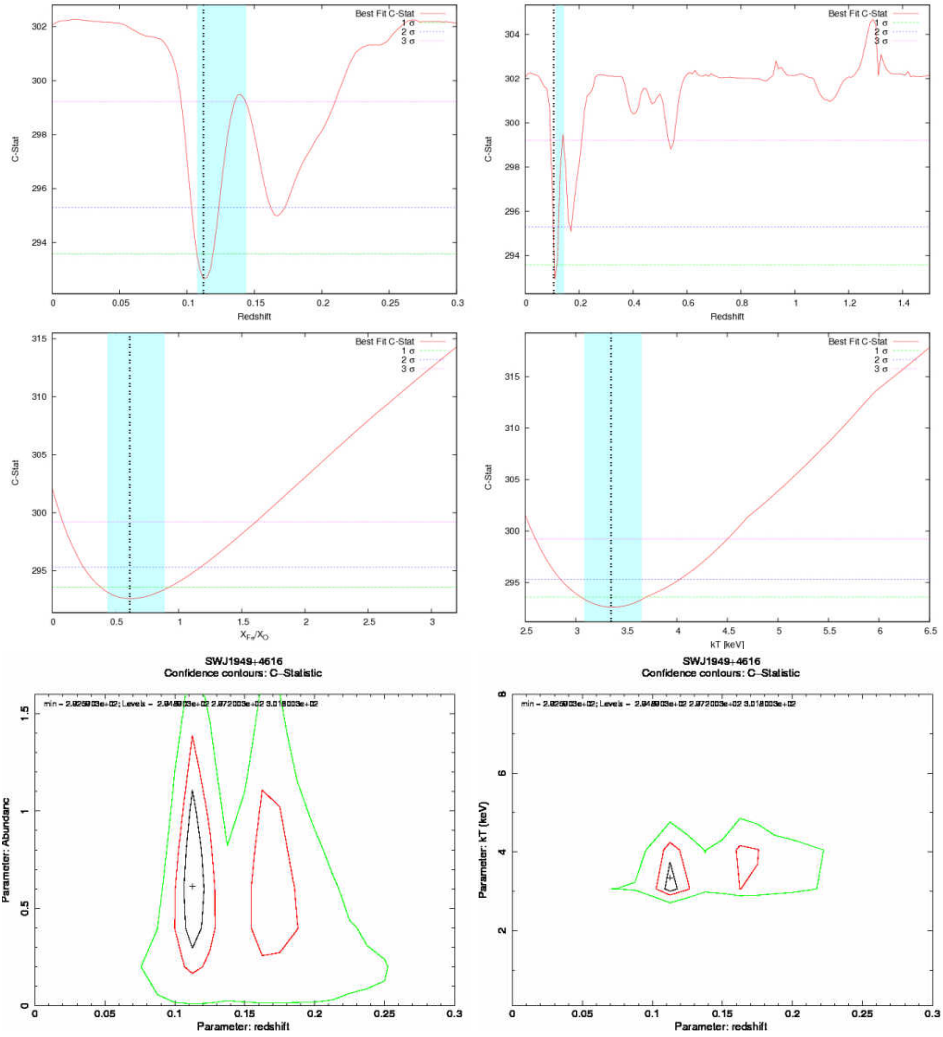 302
300
298
296
294
C-Stat
Best Fit C-Stat
1 σ
2 σ
3 σ
0 0.05 0.1 0.15 0.2 0.25 0.3
Redshift
304
302
300
298
296
294
C-Stat
Best Fit C-Stat
1 σ
2 σ
3 σ
0 0.2 0.4 0.6 0.8 1 1.2 1.4
Redshift
315
310
305
300
295
C-Stat
Best Fit C-Stat
1 σ
2 σ
3 σ
0 0.5 1 1.5 2 2.5 3
X_Fe/X_O
315
310
305
300
295
C-Stat
Best Fit C-Stat
1 σ
2 σ
3 σ
2.5 3 3.5 4 4.5 5 5.5 6 6.5
kT [keV]
SWJ1949+4616
Confidence contours: C-Statistic
min = Levels =
1.5
1
0.5
0
Parameter: Abundanc
0 0.05 0.1 0.15 0.2 0.25 0.3
Parameter: redshift
SWJ1949+4616
Confidence contours: C-Statistic
min = Levels =
8
6
4
2
Parameter: kT (keV)
0 0.05 0.1 0.15 0.2 0.25 0.3
Parameter: redshift